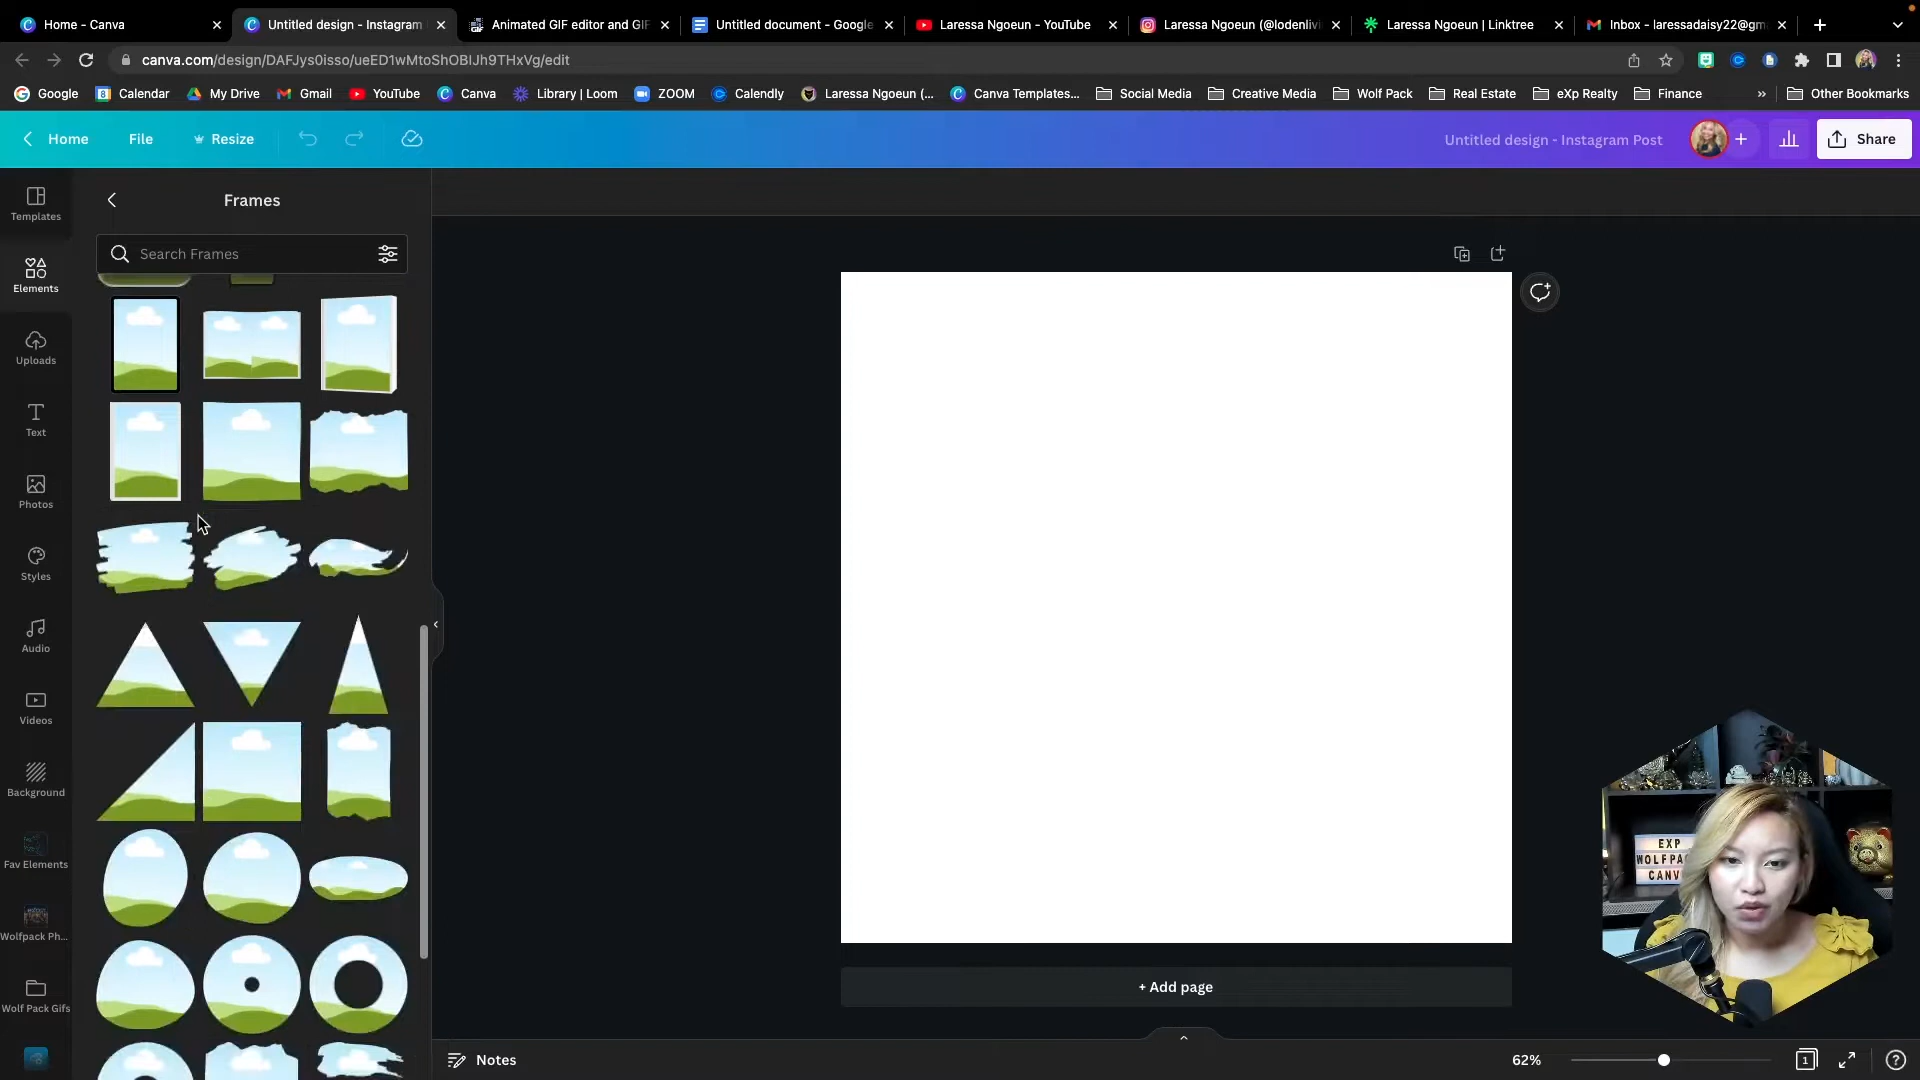 Home - Canva
Untitled design - Instagram
Animated GIF editor and GIF
Untitled document - Google
Laressa Ngoeun - YouTube
Laressa Ngoeun (@lodenlivi
Laressa Ngoeun | Linktree
Inbox - laressadaisy22@gm
canva.com/design/DAFJys0isso/ueED1wMtoShOBIJh9THxVg/edit
Google
Calendar
My Drive
Gmail
YouTube
Canva
Library | Loom
ZOOM
Calendly
Laressa Ngoeun (...
Canva Templates...
Social Media
Creative Media
Wolf Pack
Real Estate
eXp Realty
Finance
»
Other Bookmarks
Home
File
Resize
Untitled design - Instagram Post
Share
Templates
Elements
Uploads
Text
Photos
Styles
Audio
Videos
Background
Fav Elements
Wolfpack Ph...
Wolf Pack Gifs
Frames
Search Frames
+ Add page
Notes
62%
1
EXP
WOLFPA
CANV